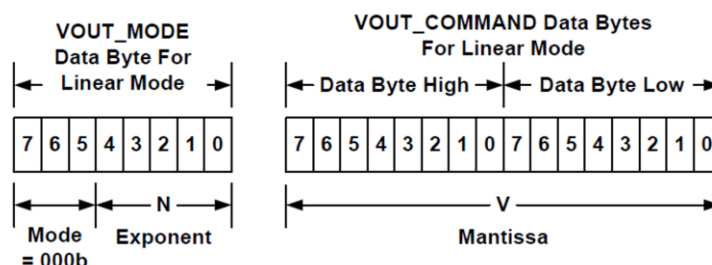 VOUT_MODE
Data Byte For
Linear Mode
VOUT_COMMAND Data Bytes
For Linear Mode
Data Byte High
Data Byte Low
7 6 5 4 3 2 1 0
7 6 5 4 3 2 1 0 7 6 5 4 3 2 1 0
N
V
Mode
= 000b
Exponent
Mantissa